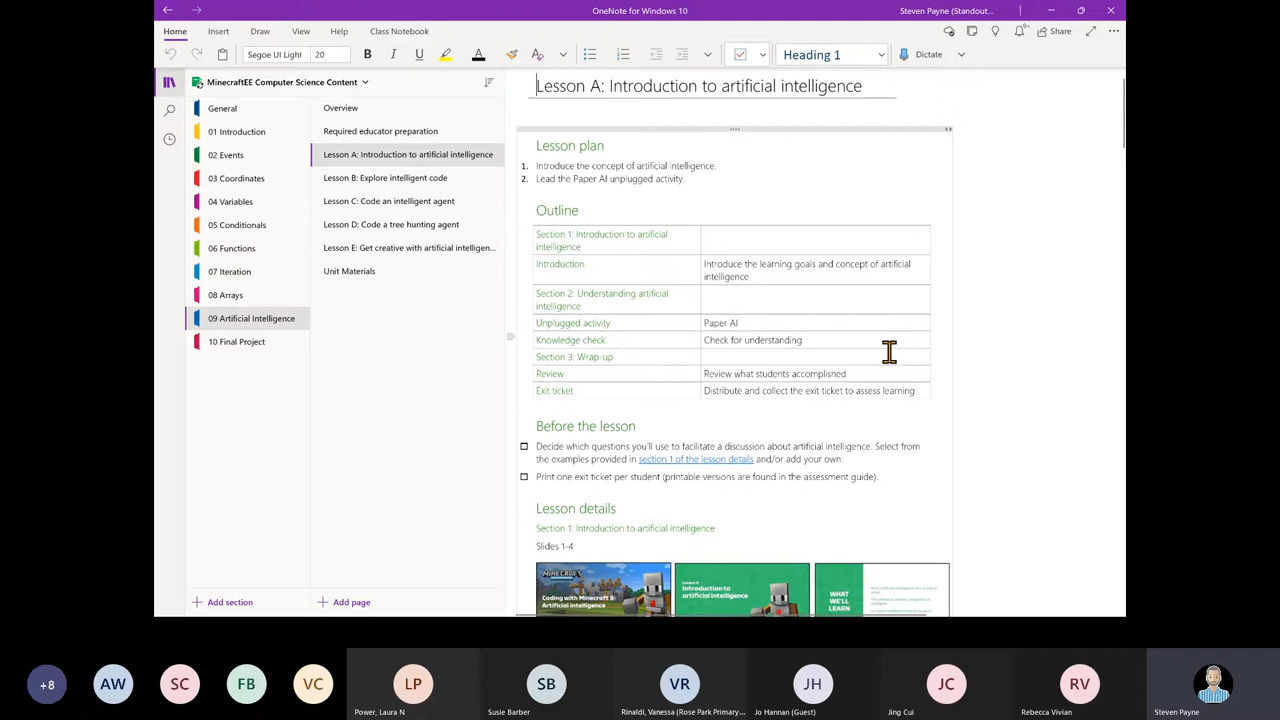 OneNote for Windows 10
Steven Payne (Standout...
Home
Insert
Draw
View
Help
Class Notebook
9+
Share
Segoe UI Light
20
B
I
U
A
Heading 1
Dictate
MinecraftEE Computer Science Content
General
01 Introduction
02 Events
03 Coordinates
04 Variables
05 Conditionals
06 Functions
07 Iteration
08 Arrays
09 Artificial Intelligence
10 Final Project
Add section
Overview
Required educator preparation
Lesson A: Introduction to artificial intelligence
Lesson B: Explore intelligent code
Lesson C: Code an intelligent agent
Lesson D: Code a tree hunting agent
Lesson E: Get creative with artificial intelligen...
Unit Materials
Add page
Lesson A: Introduction to artificial intelligence
Lesson plan
1. Introduce the concept of artificial intelligence.
2. Lead the Paper AI unplugged activity.
Outline
Section 1: Introduction to artificial
intelligence
Introduction
Introduce the learning goals and concept of artificial
intelligence
Section 2: Understanding artificial
intelligence
Unplugged activity
Paper AI
Knowledge check
Check for understanding
Section 3: Wrap-up
Review
Review what students accomplished
Exit ticket
Distribute and collect the exit ticket to assess learning
Before the lesson
Decide which questions you'll use to facilitate a discussion about artificial intelligence. Select from
the examples provided in section 1 of the lesson details and/or add your own.
Print one exit ticket per student (printable versions are found in the assessment guide).
Lesson details
Section 1: Introduction to artificial intelligence
Slides 1-4
MINECRAFT
Coding with Minecraft 9:
Artificial intelligence
Lesson A:
Introduction to
artificial intelligence
WHAT
WE'LL
LEARN
+8
AW
SC
FB
VC
LP
Power, Laura N
SB
Susie Barber
VR
Rinaldi, Vanessa (Rose Park Primary...
JH
Jo Hannan (Guest)
JC
Jing Cui
RV
Rebecca Vivian
Steven Payne